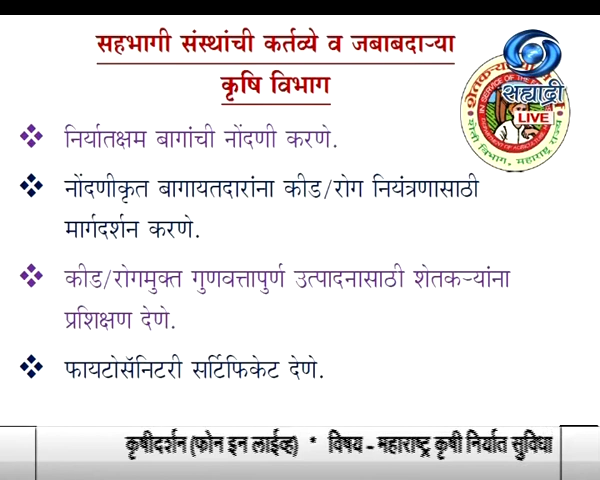 सहभागी संस्थांची कर्तव्ये व जबाबदाऱ्या
कृषि विभाग
सह्याद्री
LIVE
❖ निर्यातक्षम बागांची नोंदणी करणे.
❖ नोंदणीकृत बागायतदारांना कीड/रोग नियंत्रणासाठी
मार्गदर्शन करणे.
❖ कीड/रोगमुक्त गुणवत्तापुर्ण उत्पादनासाठी शेतकऱ्यांना
प्रशिक्षण देणे.
❖ फायटोसॅनिटरी सर्टिफिकेट देणे.
कृषीदर्शन (फोन इन लाईव्ह) * विषय - महाराष्ट्र कृषी निर्यात सुविधा